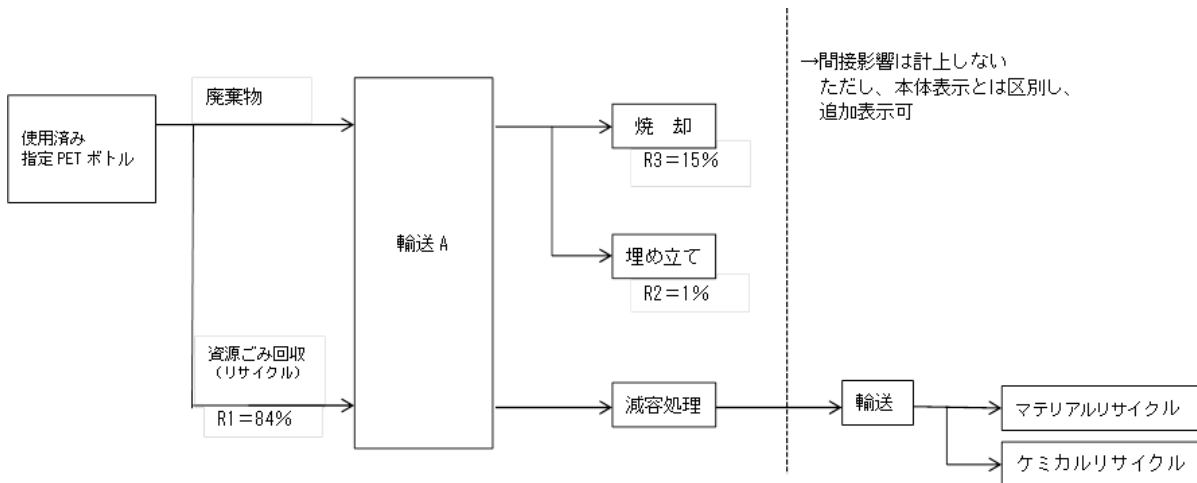 →間接影響は計上しない
ただし、本体表示とは区別し、
追加表示可
廃棄物
使用済み
指定PETボトル
焼　却
R3＝15%
輸送A
埋め立て
R2＝1%
資源ごみ回収
（リサイクル）
R1＝84%
減容処理
輸送
マテリアルリサイクル
ケミカルリサイクル